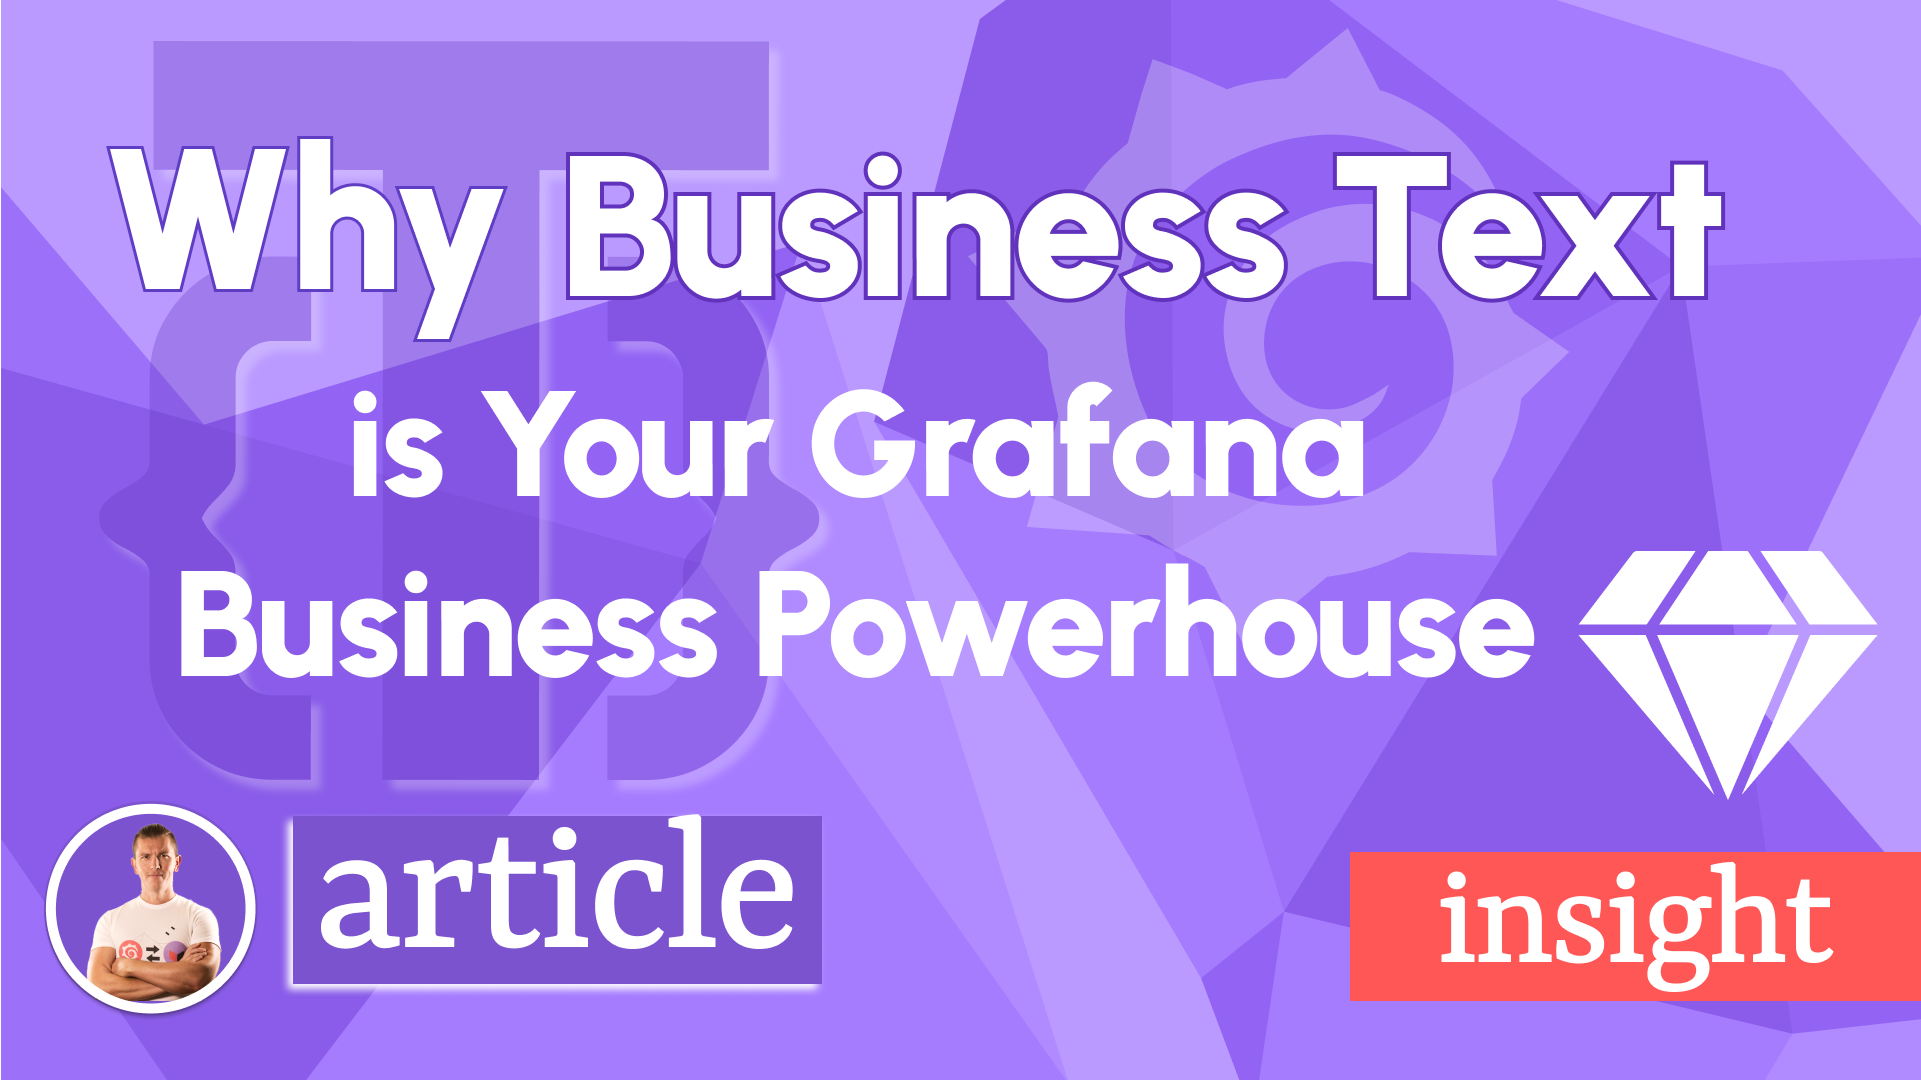 Why Business Text
is Your Grafana
Business Powerhouse
article
insight